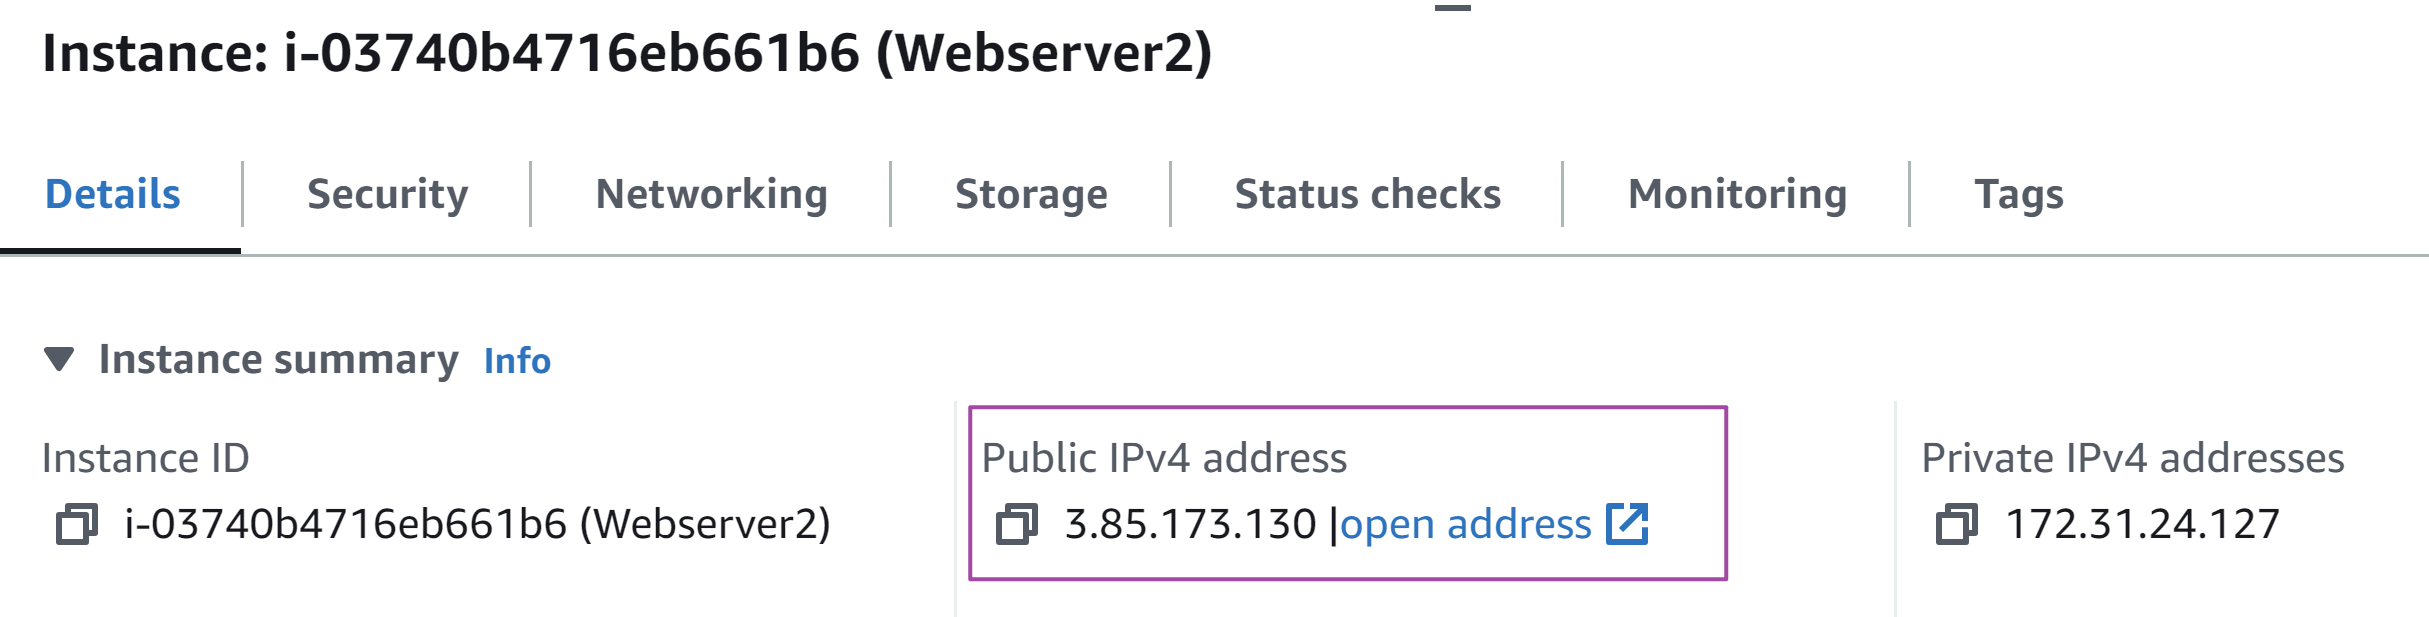 Instance: i-03740b4716eb661b6 (Webserver2)
Details
Security
Networking
Storage
Status checks
Monitoring
Tags
Instance summary Info
Instance ID
i-03740b4716eb661b6 (Webserver2)
Public IPv4 address
3.85.173.130 |open address
Private IPv4 addresses
172.31.24.127